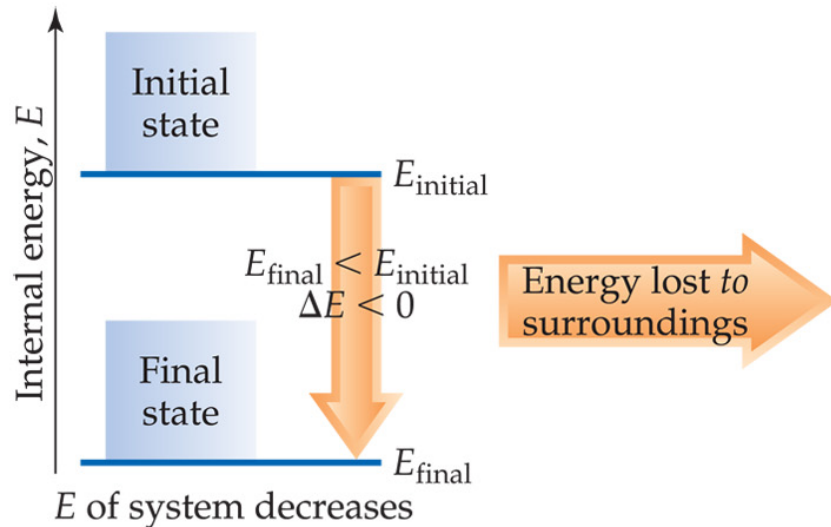 Internal energy, E
Initial
state
E_initial
E_final < E_initial
ΔE < 0
Energy lost to
surroundings
Final
state
E_final
E of system decreases